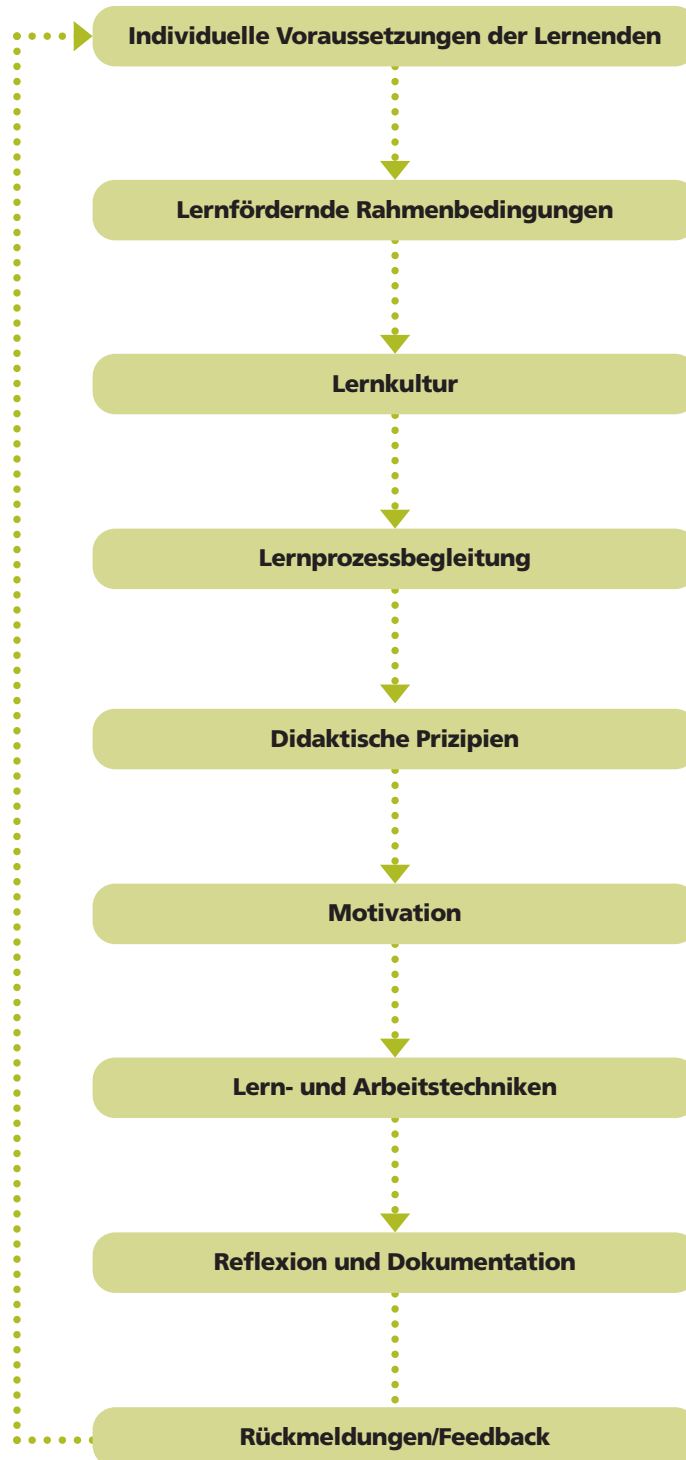 Individuelle Voraussetzungen der Lernenden
Lernfördernde Rahmenbedingungen
Lernkultur
Lernprozessbegleitung
Didaktische Prizipien
Motivation
Lern- und Arbeitstechniken
Reflexion und Dokumentation
Rückmeldungen/Feedback